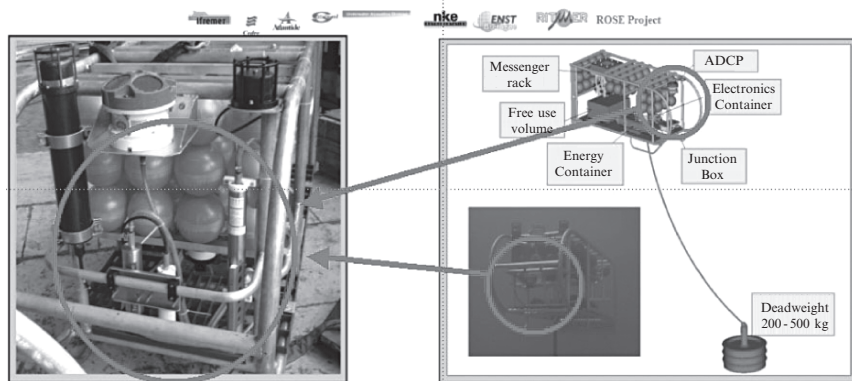 Ifremer
Cedre
Atlantide
nke
ENST
RITMER
ROSE Project
Messenger
rack
ADCP
Electronics
Container
Free use
volume
Energy
Container
Junction
Box
Deadweight
200-500 kg